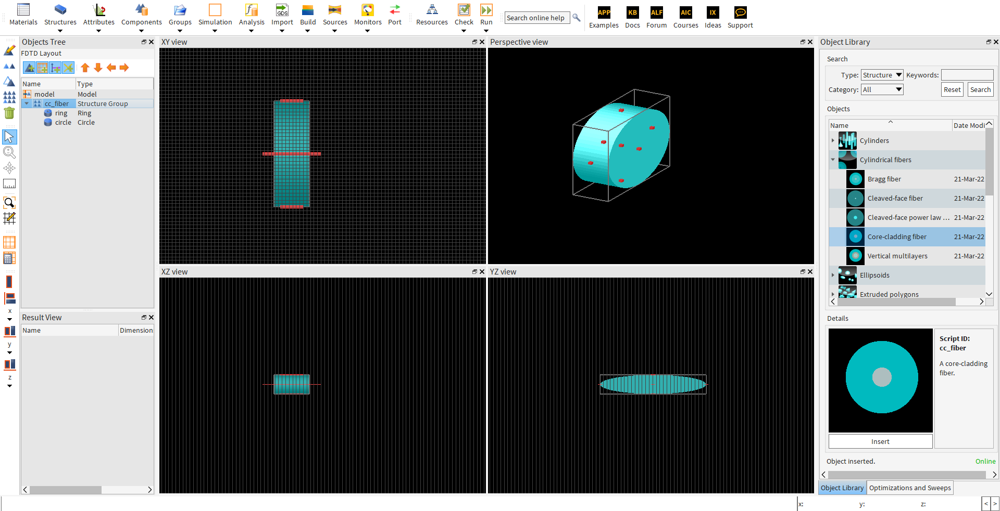 Materials Structures Attributes Components Groups Simulation Analysis Import Build Sources Monitors Port Resources Check Run Search online help Examples Docs Forum Courses Ideas Support
GDS APP KB ALF AIC IX
Objects Tree
FDTD Layout
Name Type
model Model
cc_fiber Structure Group
ring Ring
circle Circle
Result View
Name Dimension
x
y
z
XY view
Perspective view
XZ view
YZ view
Object Library
Search
Type: Structure Keywords:
Category: All Reset Search
Objects
Name Date Modi
Cylinders
Cylindrical fibers
Bragg fiber 21-Mar-22
Cleaved-face fiber 21-Mar-22
Cleaved-face power law ... 21-Mar-22
Core-cladding fiber 21-Mar-22
Vertical multilayers 21-Mar-22
Ellipsoids
Extruded polygons
Details
Script ID:
cc_fiber
A core-cladding
fiber.
Insert
Object inserted. Online
Object Library Optimizations and Sweeps
x: y: z: < >